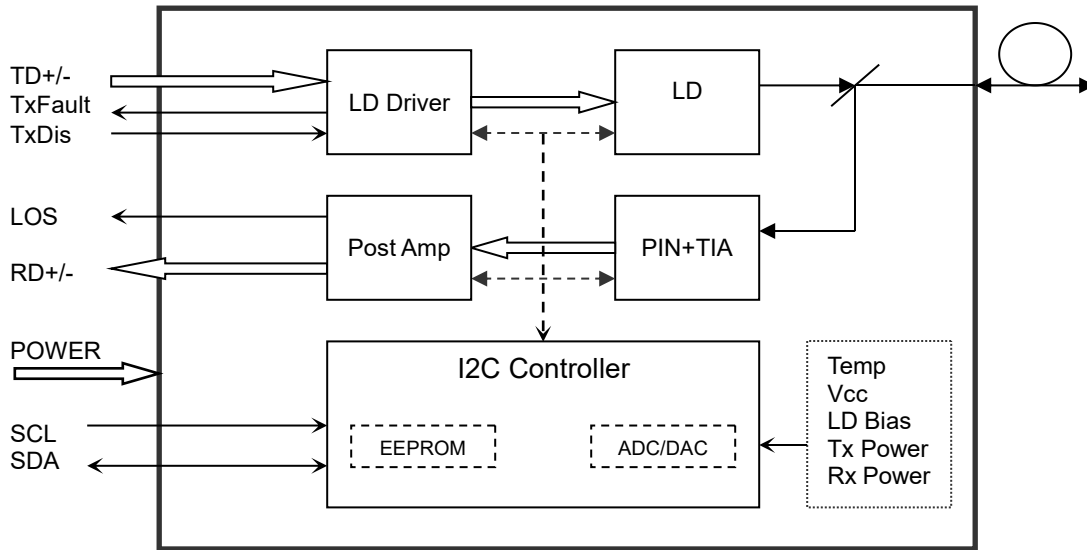 TD+/-
TxFault
TxDis
LD Driver
LD
LOS
RD+/-
Post Amp
PIN+TIA
POWER
SCL
SDA
I2C Controller
EEPROM
ADC/DAC
Temp
Vcc
LD Bias
Tx Power
Rx Power